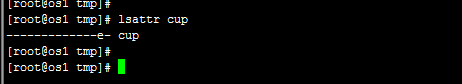 [root@os1 tmp]#
[root@os1 tmp]# lsattr cup
-------------e- cup
[root@os1 tmp]#
[root@os1 tmp]#